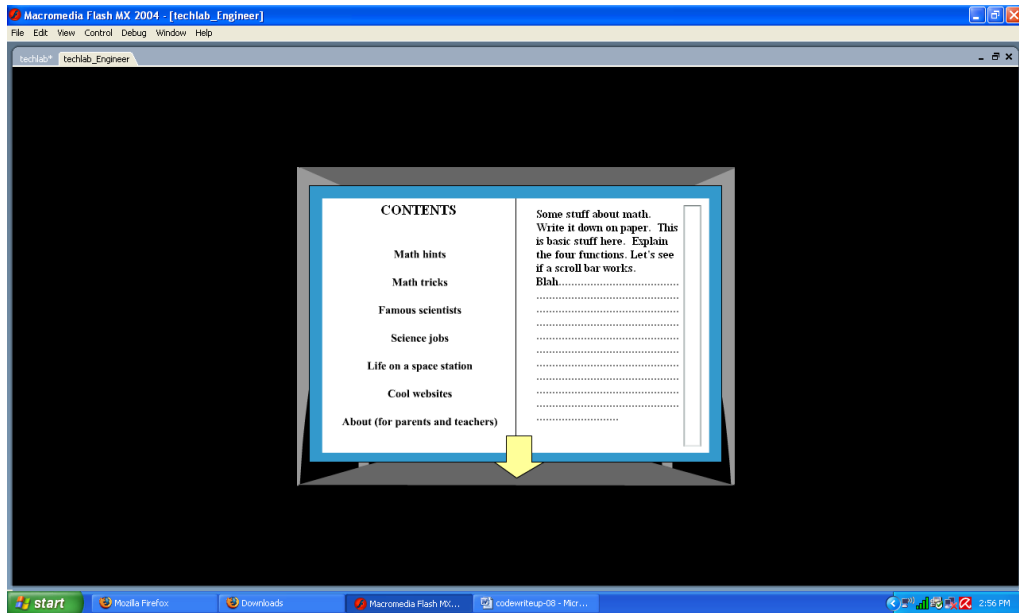 Macromedia Flash MX 2004 - [techlab_Engineer]
File Edit View Control Debug Window Help
techlab* techlab_Engineer
CONTENTS
Math hints
Math tricks
Famous scientists
Science jobs
Life on a space station
Cool websites
About (for parents and teachers)
Some stuff about math.
Write it down on paper. This
is basic stuff here. Explain
the four functions. Let's see
if a scroll bar works.
Blah........................................
...............................................
...............................................
...............................................
...............................................
...............................................
...............................................
...............................................
...............................................
...............................................
...........................
start Mozilla Firefox Downloads Macromedia Flash MX... codewriteup-08 - Micr... 2:56 PM